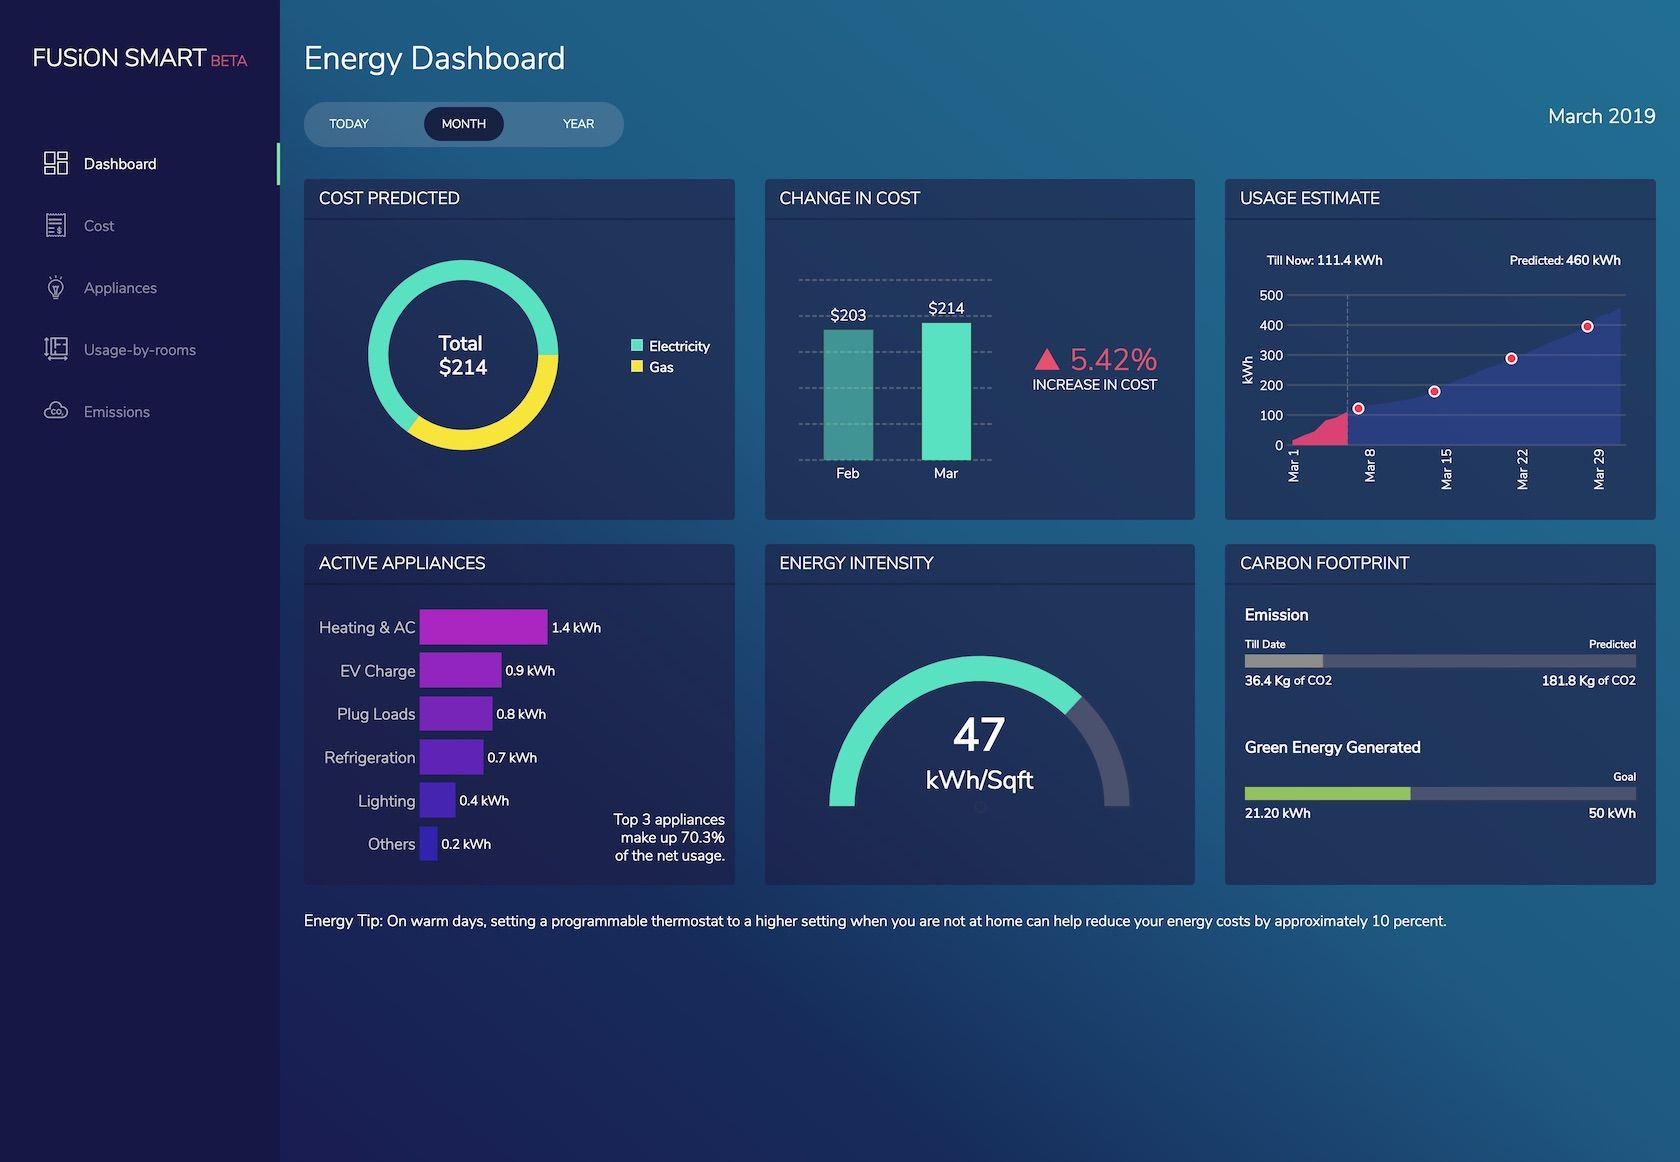 FUSiON SMART BETA
Dashboard
Cost
Appliances
Usage-by-rooms
Emissions
Energy Dashboard
TODAY MONTH YEAR
March 2019
COST PREDICTED
Total
$214
Electricity
Gas
CHANGE IN COST
$203 $214
Feb Mar
5.42%
INCREASE IN COST
USAGE ESTIMATE
Till Now: 111.4 kWh Predicted: 460 kWh
kWh
500
400
300
200
100
0
Mar 1 Mar 8 Mar 15 Mar 22 Mar 29
ACTIVE APPLIANCES
Heating & AC 1.4 kWh
EV Charge 0.9 kWh
Plug Loads 0.8 kWh
Refrigeration 0.7 kWh
Lighting 0.4 kWh
Others 0.2 kWh
Top 3 appliances
make up 70.3%
of the net usage.
ENERGY INTENSITY
47
kWh/Sqft
CARBON FOOTPRINT
Emission
Till Date Predicted
36.4 Kg of CO2 181.8 Kg of CO2
Green Energy Generated
Goal
21.20 kWh 50 kWh
Energy Tip: On warm days, setting a programmable thermostat to a higher setting when you are not at home can help reduce your energy costs by approximately 10 percent.